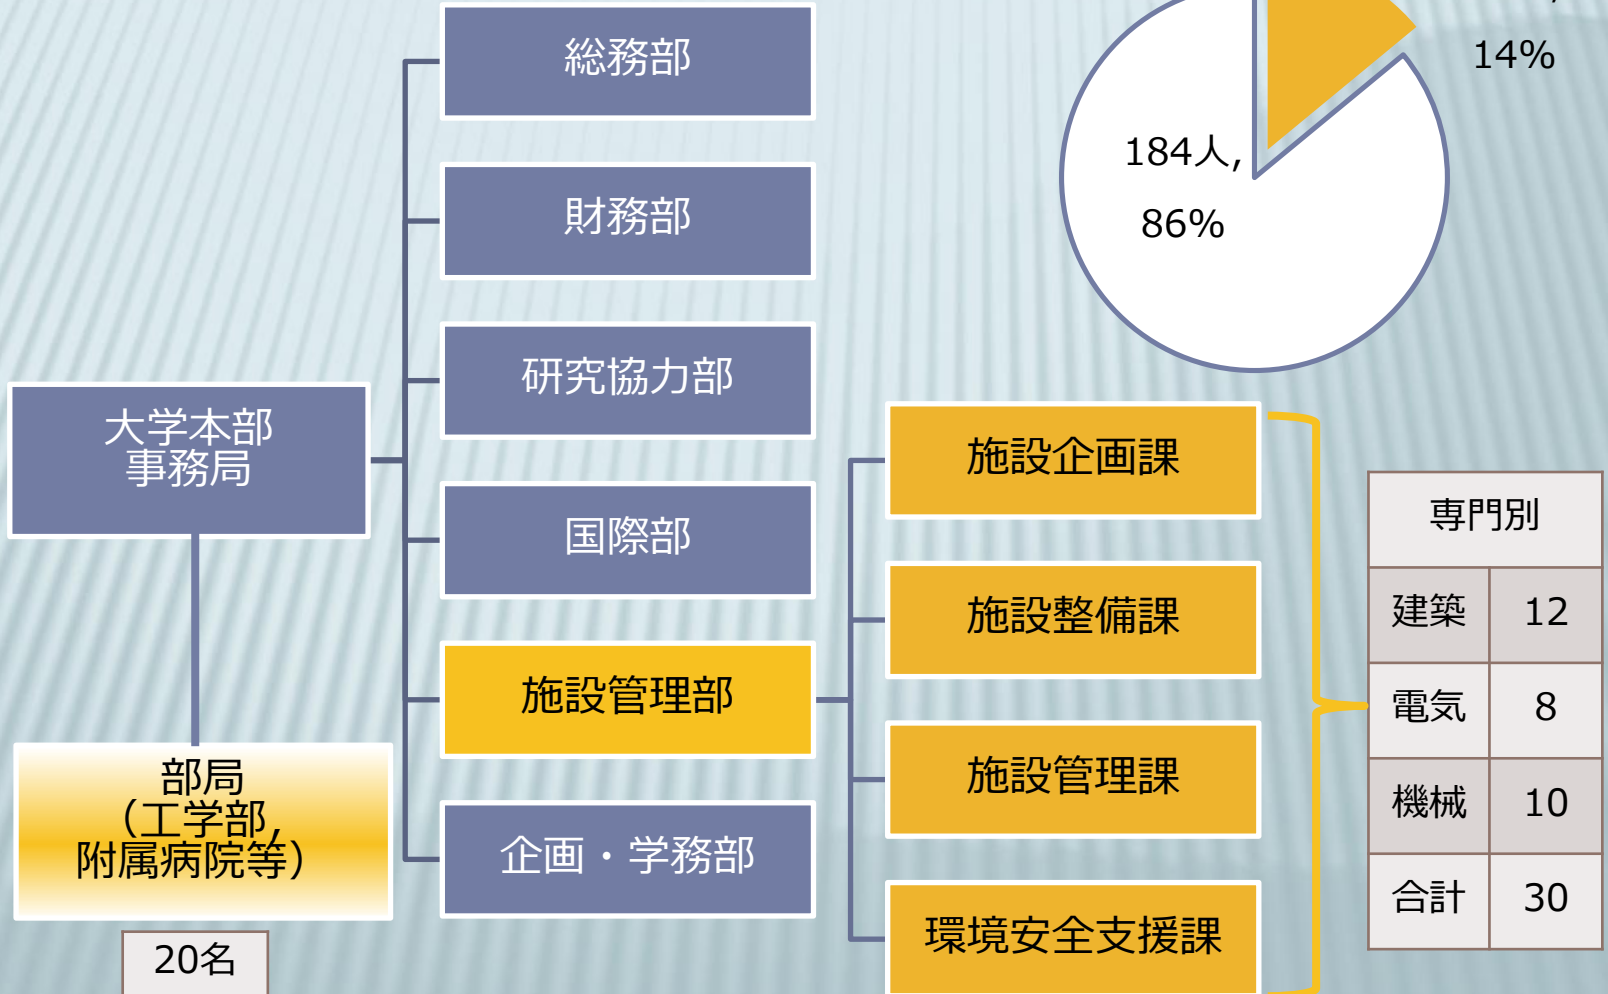 14%
184人,
86%
総務部
財務部
研究協力部
国際部
施設管理部
企画・学務部
大学本部
事務局
部局
（工学部,
附属病院等）
20名
施設企画課
施設整備課
施設管理課
環境安全支援課
専門別
建築 12
電気 8
機械 10
合計 30